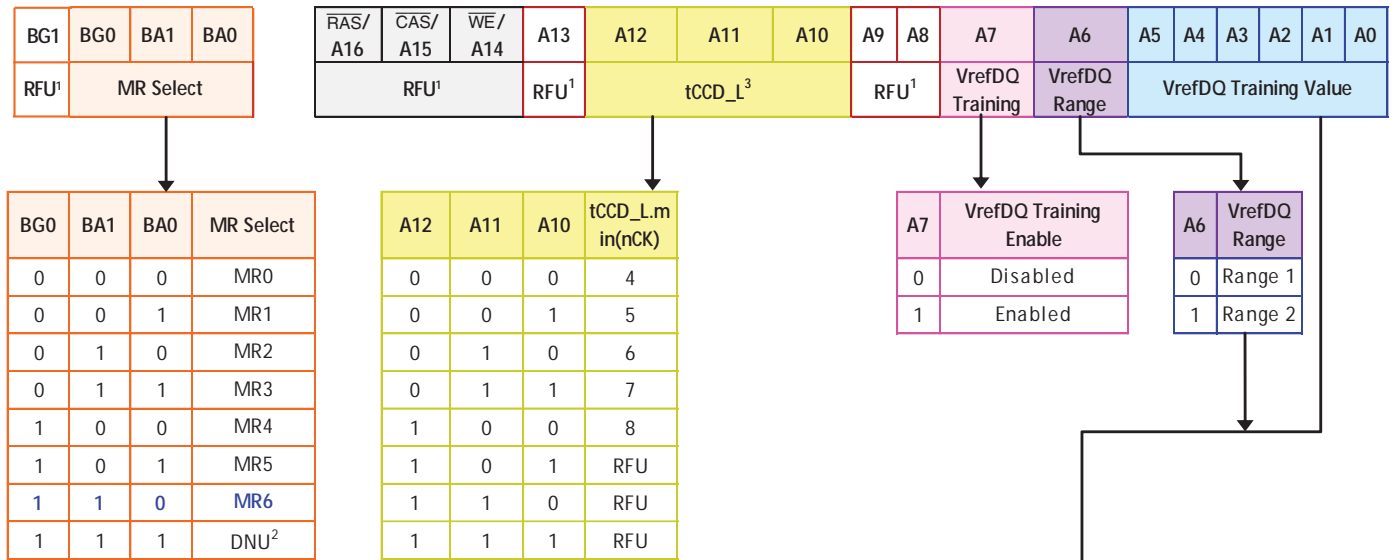 BG1 BG0 BA1 BA0
RFU¹ MR Select
RAS/ A16 CAS/ A15 WE/ A14 A13 A12 A11 A10 A9 A8 A7 A6 A5 A4 A3 A2 A1 A0
RFU¹ RFU¹ tCCD_L³ RFU¹ VrefDQ Training VrefDQ Range VrefDQ Training Value
BG0 BA1 BA0 MR Select
0 0 0 MR0
0 0 1 MR1
0 1 0 MR2
0 1 1 MR3
1 0 0 MR4
1 0 1 MR5
1 1 0 MR6
1 1 1 DNU²
A12 A11 A10 tCCD_L.m in(nCK)
0 0 0 4
0 0 1 5
0 1 0 6
0 1 1 7
1 0 0 8
1 0 1 RFU
1 1 0 RFU
1 1 1 RFU
A7 VrefDQ Training Enable
0 Disabled
1 Enabled
A6 VrefDQ Range
0 Range 1
1 Range 2